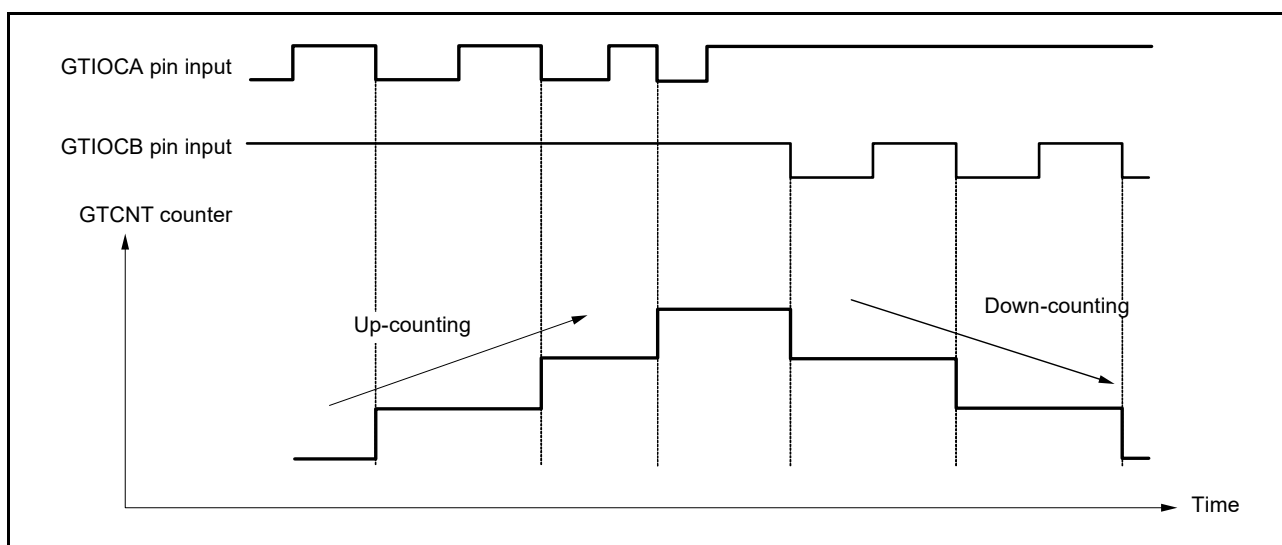 GTIOCA pin input
GTIOCB pin input
GTCNT counter
Up-counting
Down-counting
Time